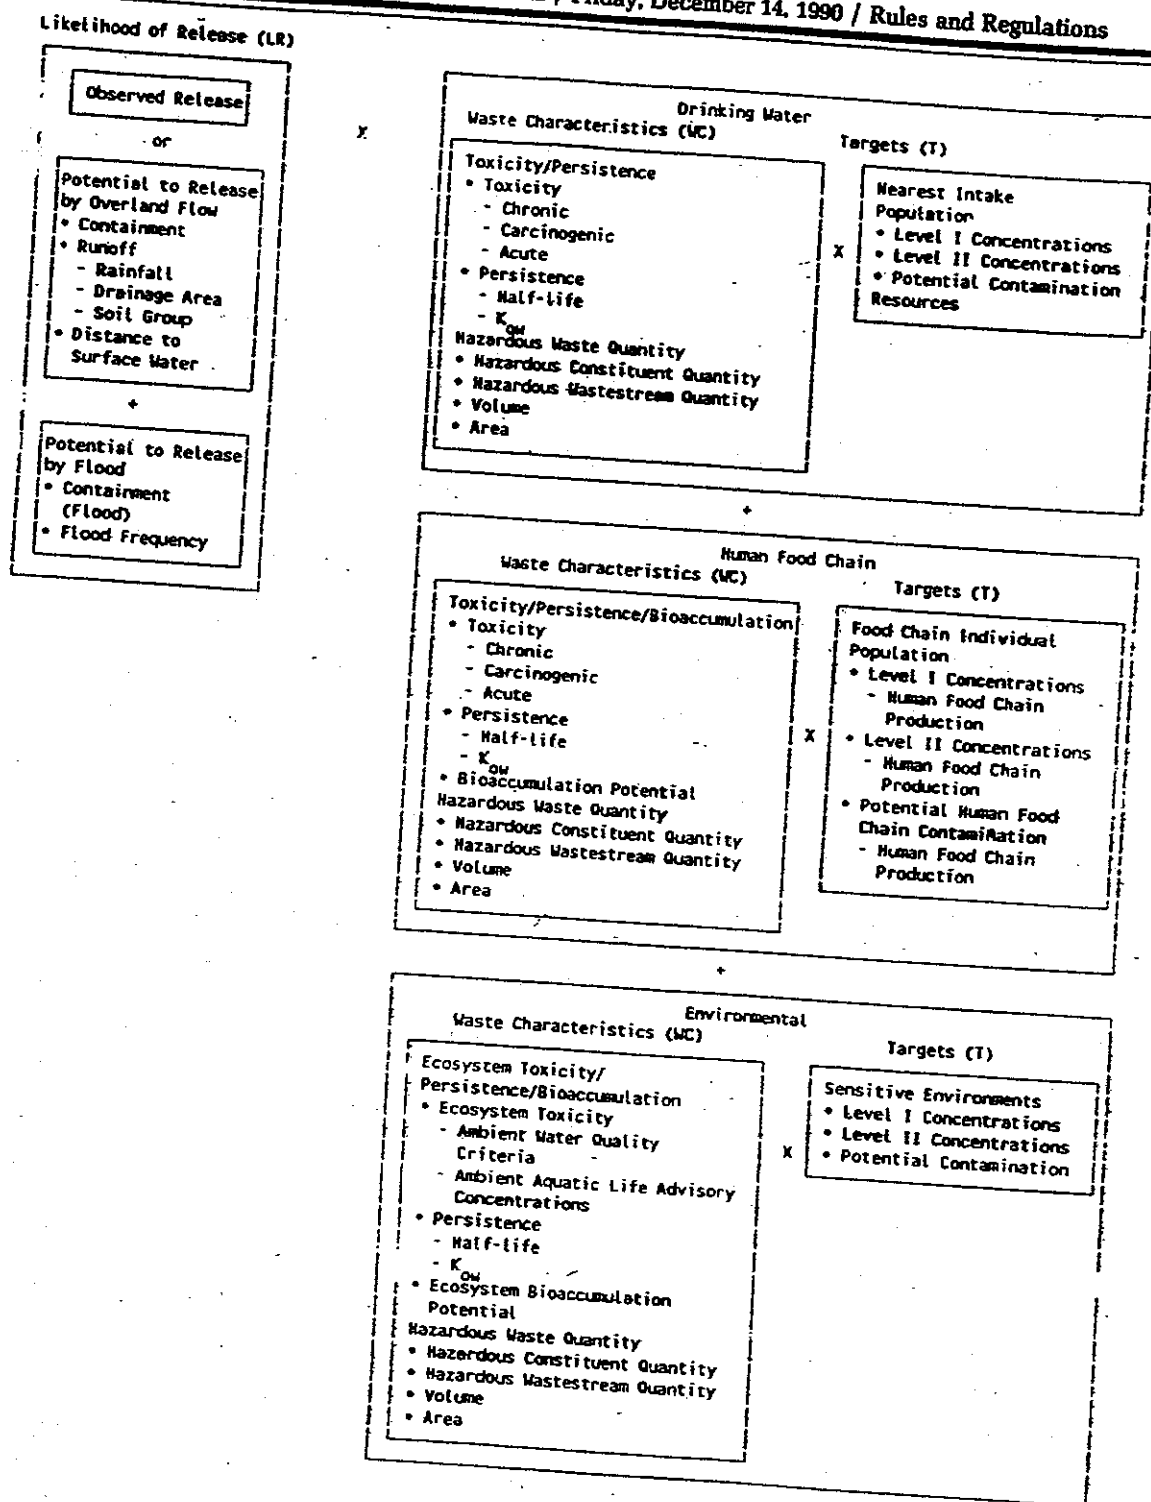 Friday, December 14, 1990 / Rules and Regulations
Likelihood of Release (LR)
Observed Release
or
Potential to Release
by Overland Flow
• Containment
• Runoff
- Rainfall
- Drainage Area
- Soil Group
• Distance to
Surface Water
+
Potential to Release
by Flood
• Containment
(Flood)
• Flood Frequency
X
Drinking Water
Waste Characteristics (WC)
Toxicity/Persistence
• Toxicity
- Chronic
- Carcinogenic
- Acute
• Persistence
- Half-life
- Kow
Hazardous Waste Quantity
• Hazardous Constituent Quantity
• Hazardous Wastestream Quantity
• Volume
• Area
X
Targets (T)
Nearest Intake
Population
• Level I Concentrations
• Level II Concentrations
• Potential Contamination
Resources
+
Human Food Chain
Waste Characteristics (WC)
Toxicity/Persistence/Bioaccumulation
• Toxicity
- Chronic
- Carcinogenic
- Acute
• Persistence
- Half-life
- Kow
• Bioaccumulation Potential
Hazardous Waste Quantity
• Hazardous Constituent Quantity
• Hazardous Wastestream Quantity
• Volume
• Area
X
Targets (T)
Food Chain Individual
Population
• Level I Concentrations
- Human Food Chain
Production
• Level II Concentrations
- Human Food Chain
Production
• Potential Human Food
Chain Contamination
- Human Food Chain
Production
+
Environmental
Waste Characteristics (WC)
Ecosystem Toxicity/
Persistence/Bioaccumulation
• Ecosystem Toxicity
- Ambient Water Quality
Criteria
- Ambient Aquatic Life Advisory
Concentrations
• Persistence
- Half-life
- Kow
• Ecosystem Bioaccumulation
Potential
Hazardous Waste Quantity
• Hazardous Constituent Quantity
• Hazardous Wastestream Quantity
• Volume
• Area
X
Targets (T)
Sensitive Environments
• Level I Concentrations
• Level II Concentrations
• Potential Contamination